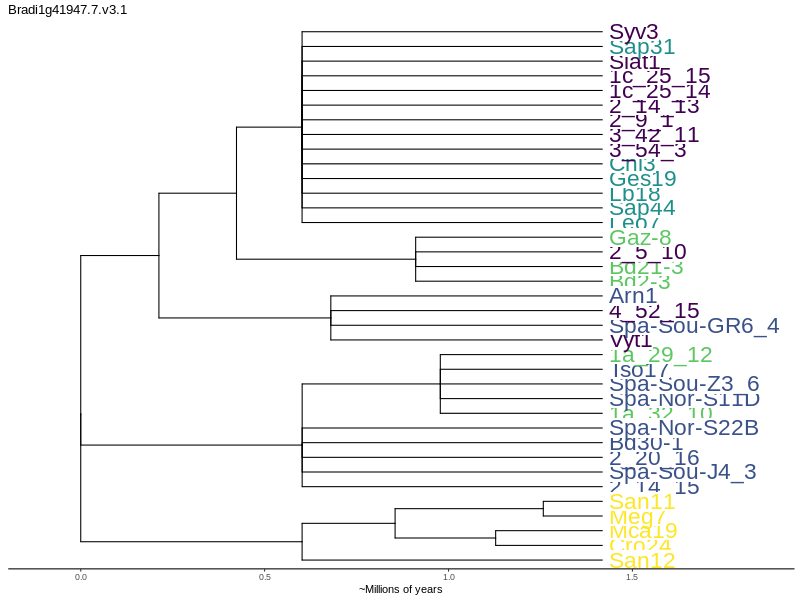 Bradi1g41947.7.v3.1
Syv3
Sap31
Slat1
1c_25_15
1c_25_14
2_14_13
2_9_1
3_42_11
3_54_3
Chi3
Ges19
Lb18
Sap44
Leo7
Gaz-8
2_5_10
Bd21-3
Bd2-3
Arn1
4_52_15
Spa-Sou-GR6_4
Vyt1
1a_29_12
Tso17
Spa-Sou-Z3_6
Spa-Nor-S11D
1a_32_10
Spa-Nor-S22B
Bd30-1
2_20_16
Spa-Sou-J4_3
2_14_15
San11
Meg7
Mca19
Cro24
San12
0.0 0.5 1.0 1.5
~Millions of years